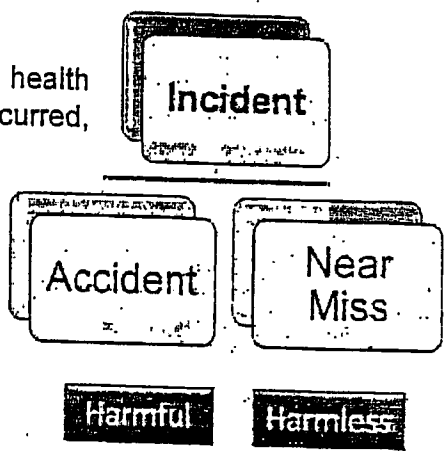 health
curred,
Incident
Accident
Near
Miss
Harmful
Harmless